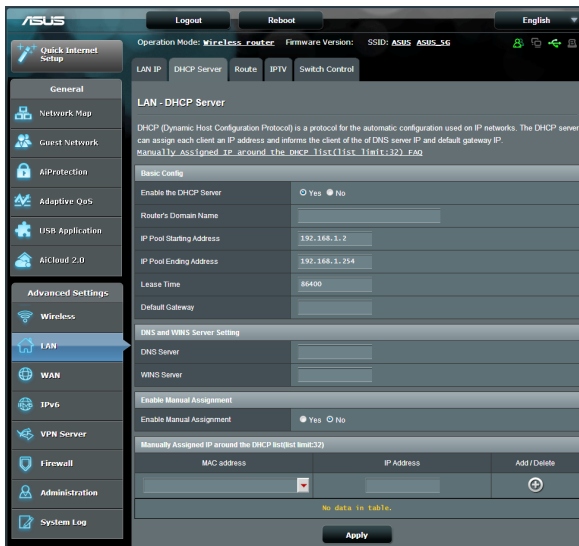 ASUS
Logout Reboot English
Quick Internet Setup
Operation Mode: Wireless router Firmware Version: SSID: ASUS ASUS_5G
LAN IP DHCP Server Route IPTV Switch Control
General
Network Map
Guest Network
AiProtection
Adaptive QoS
USB Application
AiCloud 2.0
Advanced Settings
Wireless
LAN
WAN
IPv6
VPN Server
Firewall
Administration
System Log
LAN - DHCP Server
DHCP (Dynamic Host Configuration Protocol) is a protocol for the automatic configuration used on IP networks. The DHCP server
can assign each client an IP address and informs the client of the of DNS server IP and default gateway IP.
Manually Assigned IP around the DHCP list(list limit:32) FAQ
Basic Config
Enable the DHCP Server Yes No
Router's Domain Name
IP Pool Starting Address 192.168.1.2
IP Pool Ending Address 192.168.1.254
Lease Time 86400
Default Gateway
DNS and WINS Server Setting
DNS Server
WINS Server
Enable Manual Assignment
Enable Manual Assignment Yes No
Manually Assigned IP around the DHCP list(list limit:32)
MAC address IP Address Add / Delete
No data in table.
Apply